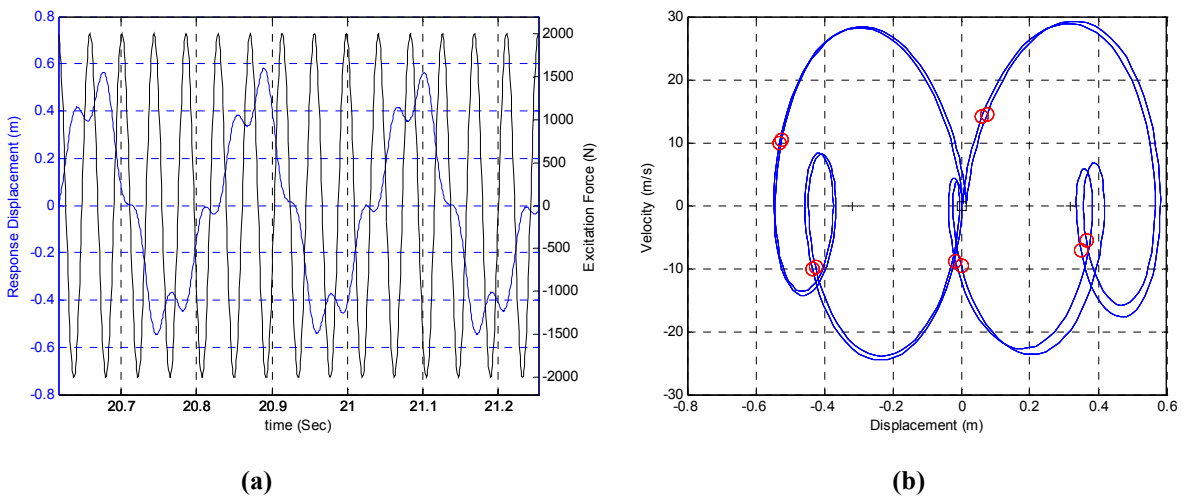 0.8
0.6
0.4
0.2
0
-0.2
-0.4
-0.6
-0.8
Response Displacement (m)
20.7 20.8 20.9 21 21.1 21.2
time (Sec)
2000
1500
1000
500
0
-500
-1000
-1500
-2000
Excitation Force (N)
(a)
30
20
10
0
-10
-20
-30
Velocity (m/s)
-0.8 -0.6 -0.4 -0.2 0 0.2 0.4 0.6
Displacement (m)
(b)